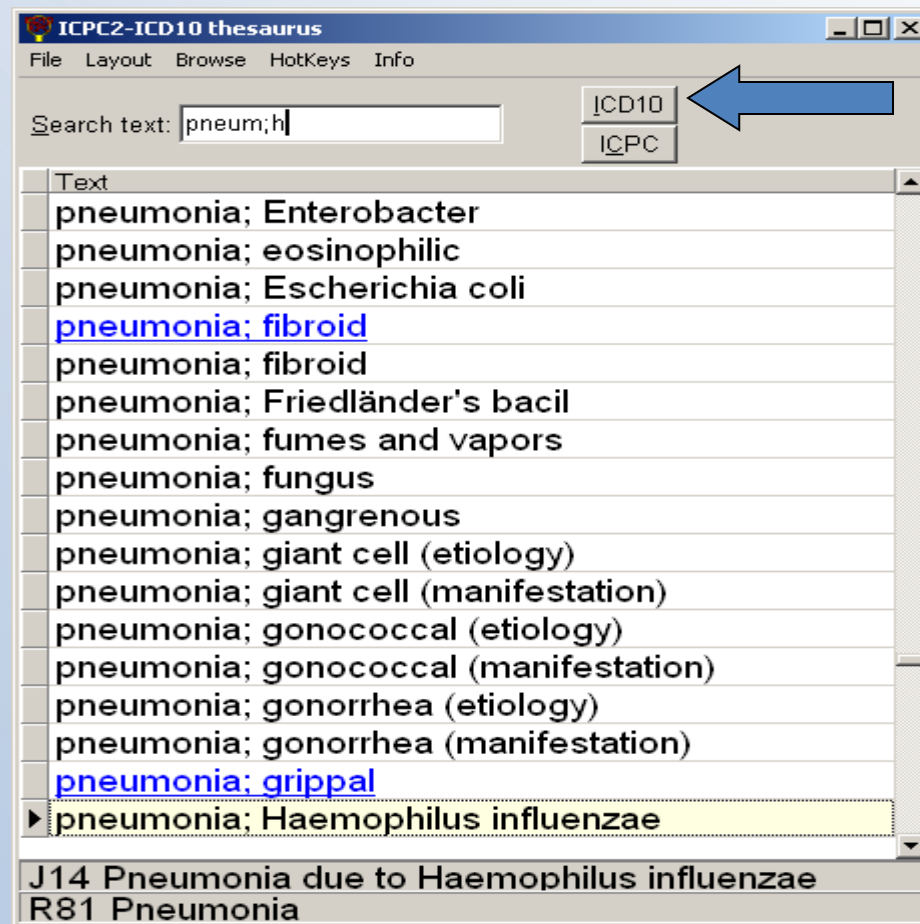 ICPC2-ICD10 thesaurus
File Layout Browse HotKeys Info
Search text: pneum;h
ICD10
ICPC
Text
pneumonia; Enterobacter
pneumonia; eosinophilic
pneumonia; Escherichia coli
pneumonia; fibroid
pneumonia; fibroid
pneumonia; Friedländer's bacil
pneumonia; fumes and vapors
pneumonia; fungus
pneumonia; gangrenous
pneumonia; giant cell (etiology)
pneumonia; giant cell (manifestation)
pneumonia; gonococcal (etiology)
pneumonia; gonococcal (manifestation)
pneumonia; gonorrhea (etiology)
pneumonia; gonorrhea (manifestation)
pneumonia; grippal
pneumonia; Haemophilus influenzae
J14 Pneumonia due to Haemophilus influenzae
R81 Pneumonia